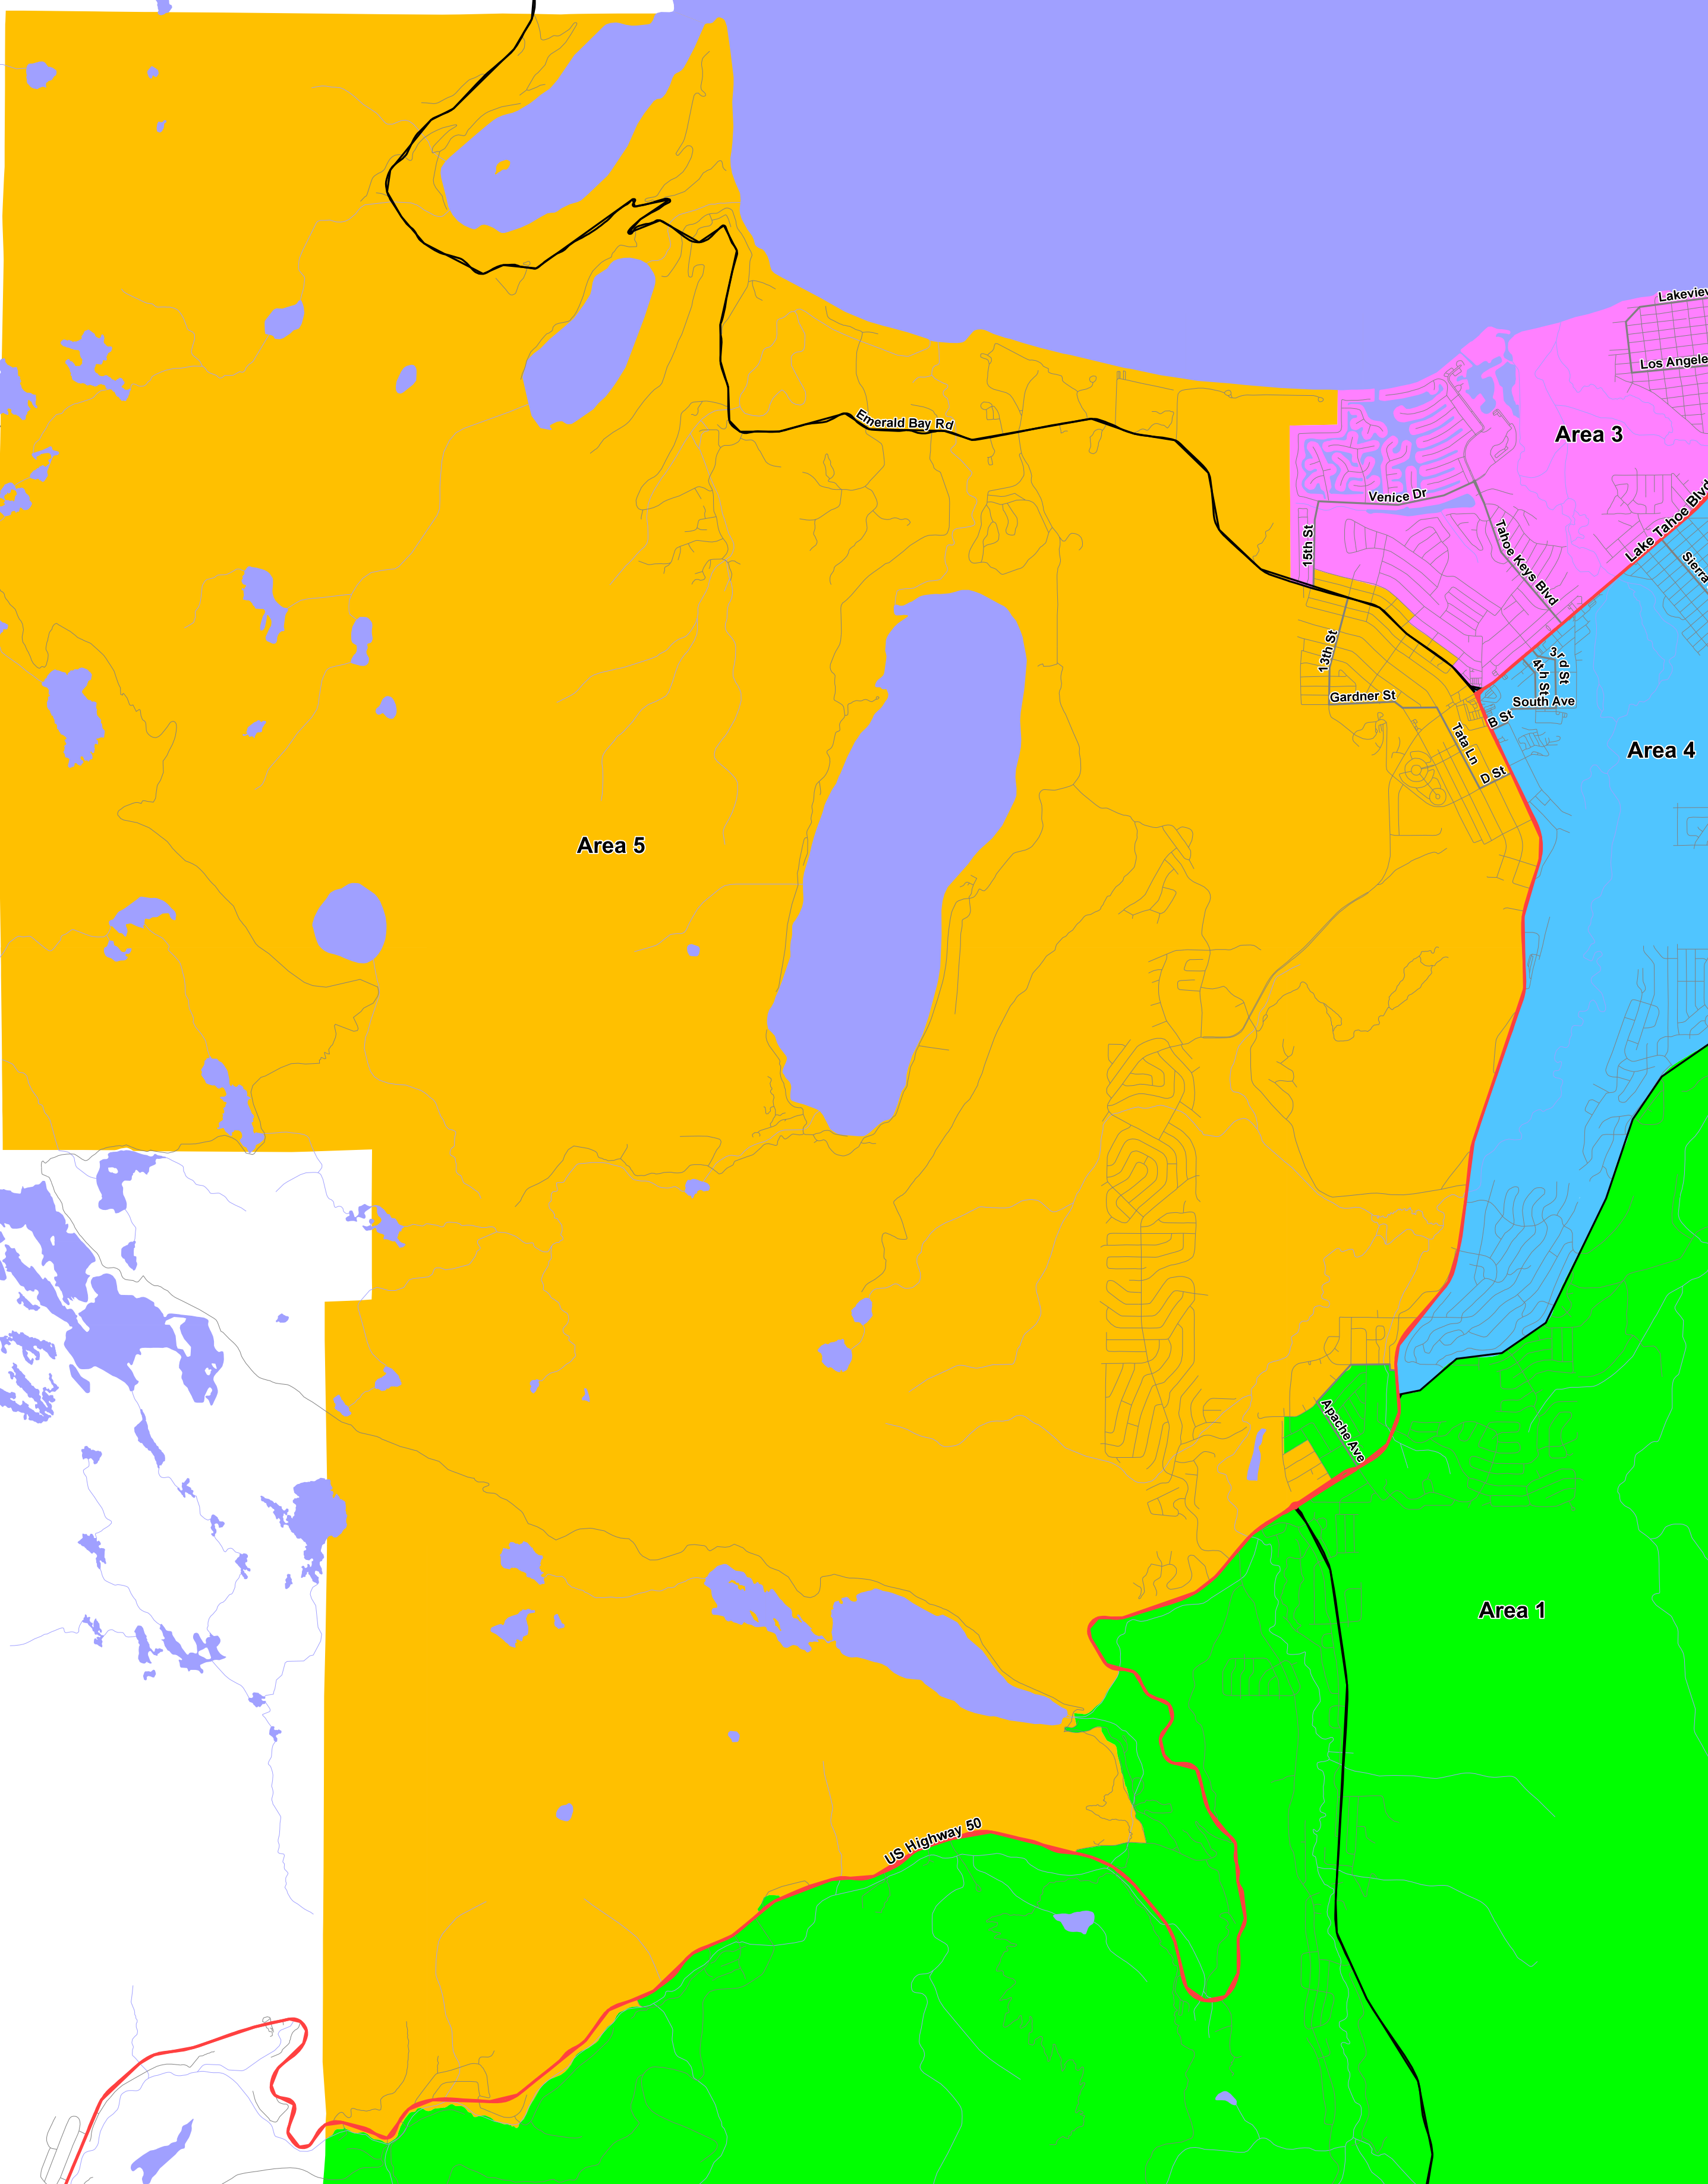 Lakeview
Los Angele
Area 3
Emerald Bay Rd
Venice Dr
Lake Tahoe Blvd
15th St
Tahoe Keys Blvd
Sierra
13th St
3rd St
4th St
Gardner St
South Ave
B St
Tata Ln
Area 4
D St
Area 5
Apache Ave
Area 1
US Highway 50